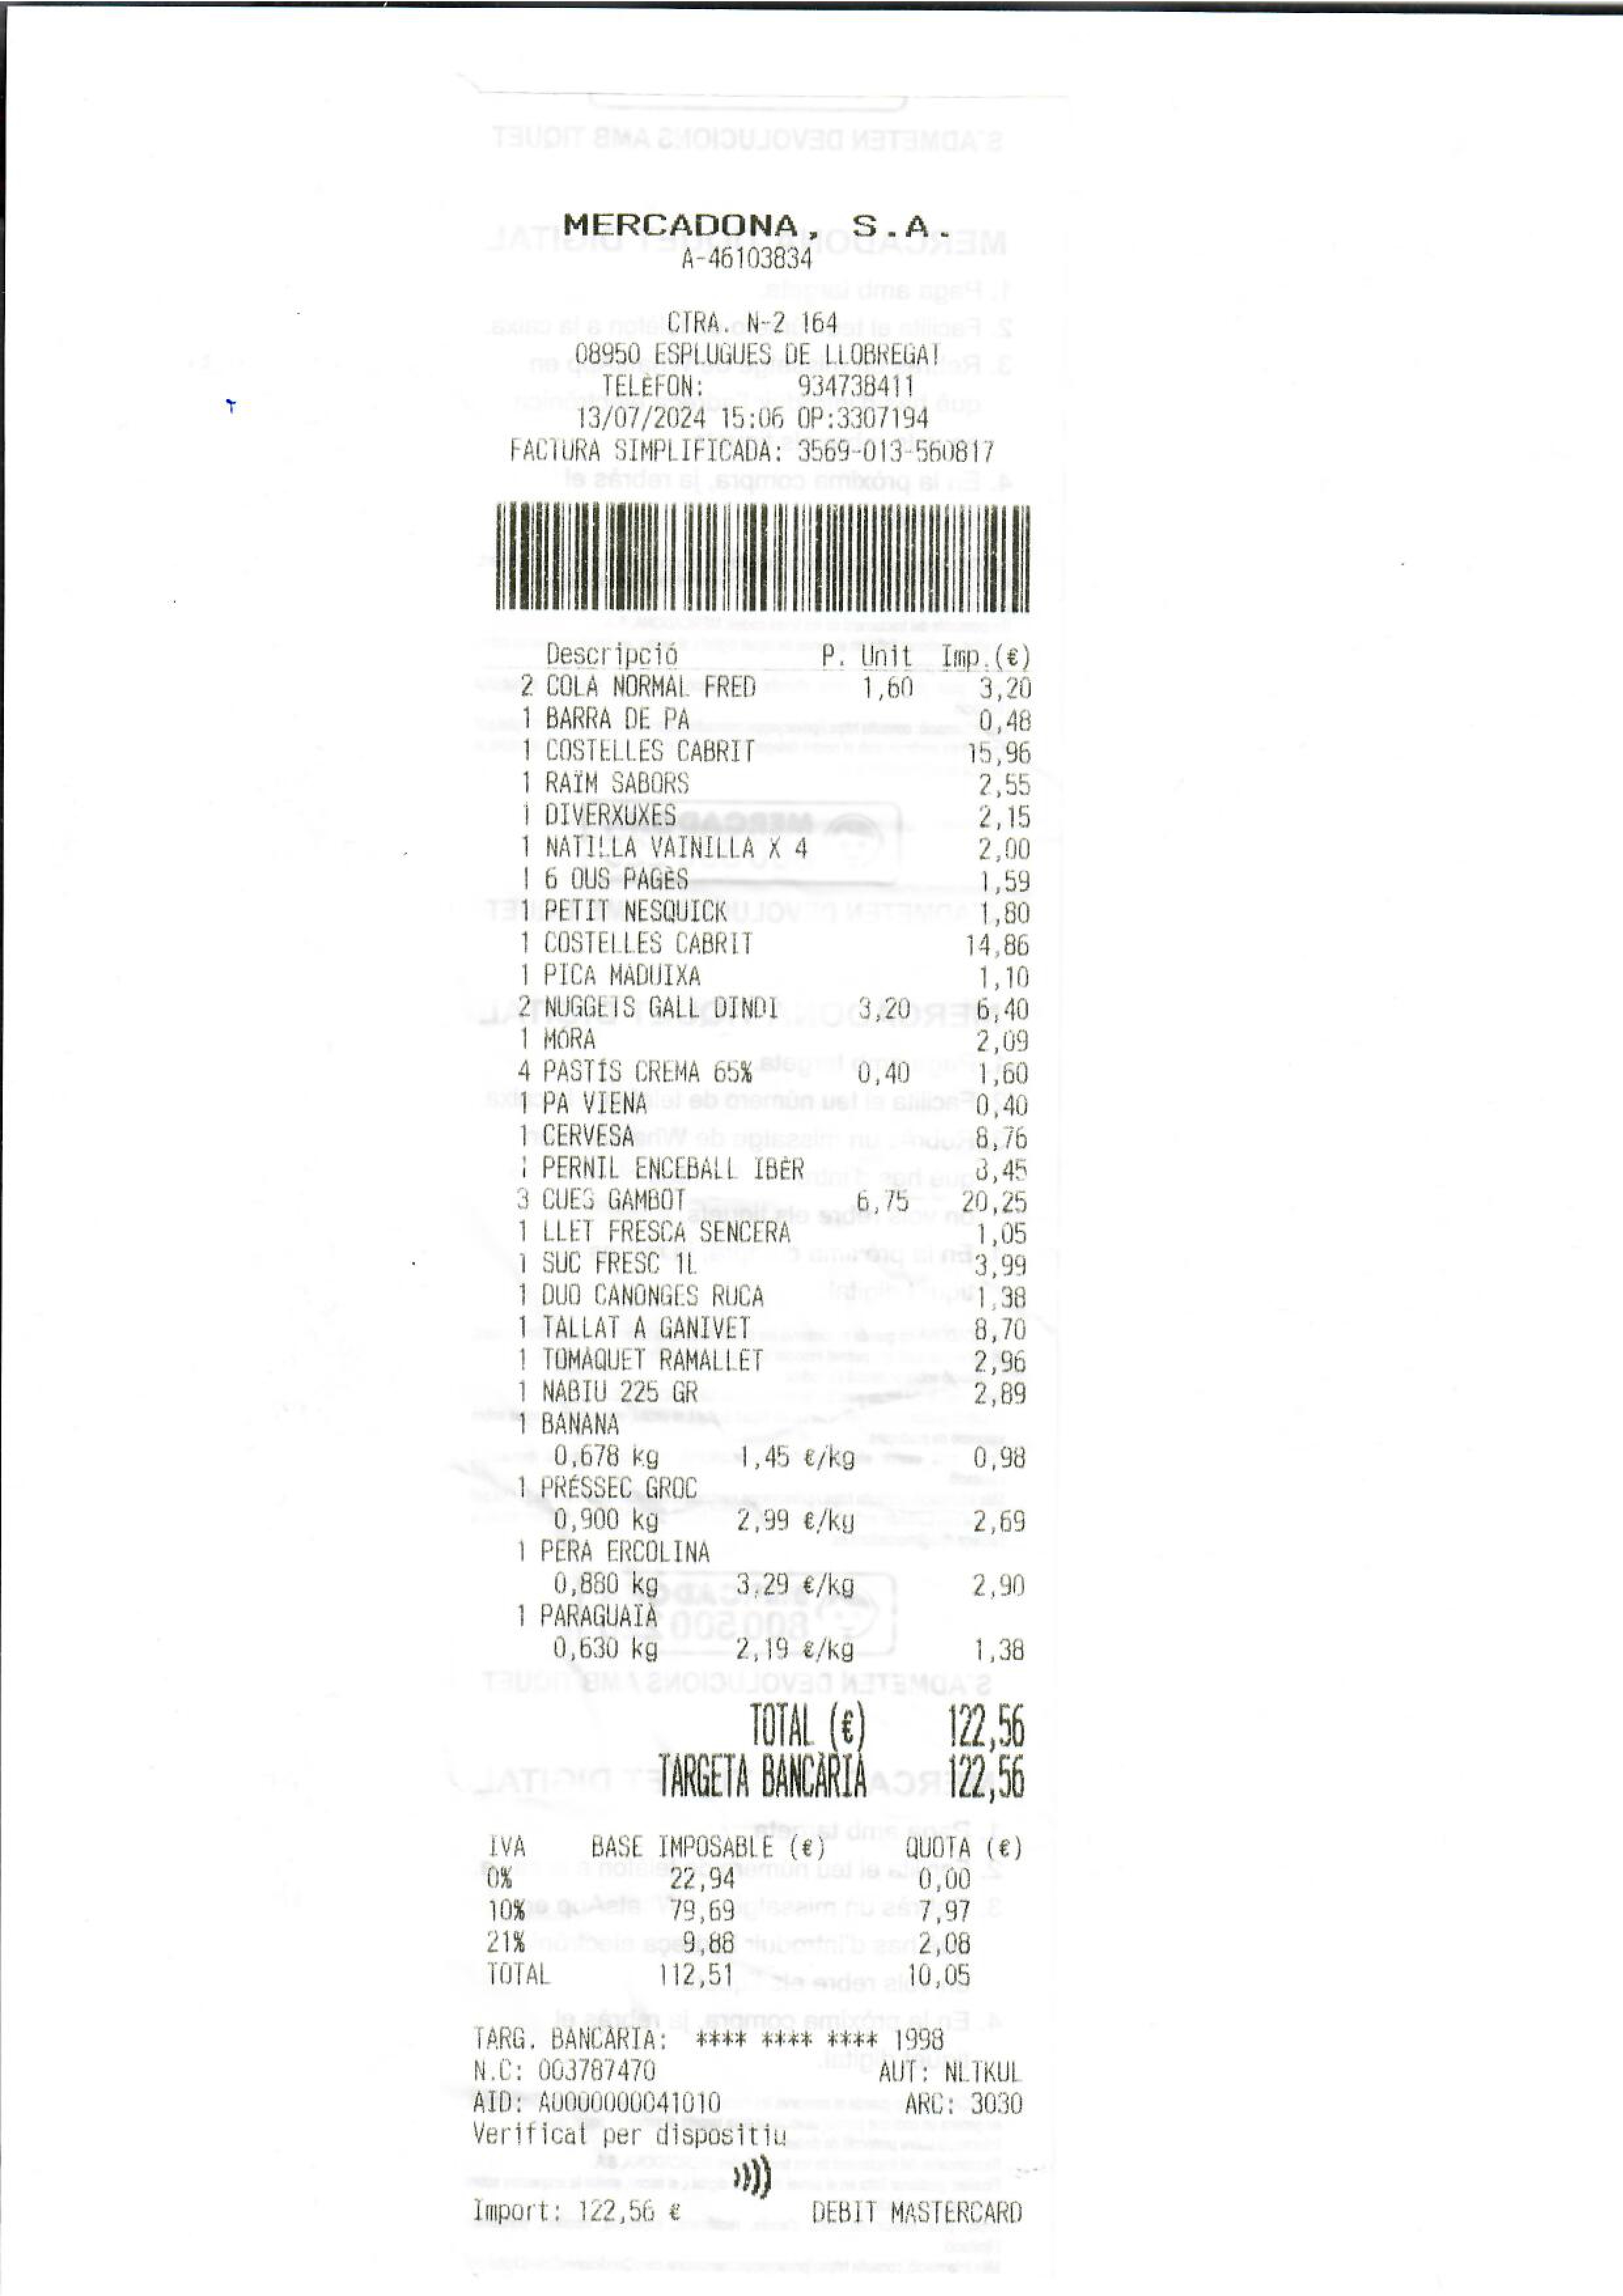 MERCADONA, S.A.
A-46103834
CTRA. N-2 164
08950 ESPLUGUES DE LLOBREGAT
TELÈFON: 934738411
13/07/2024 15:06 OP:3307194
FACTURA SIMPLIFICADA: 3569-013-560817
Descripció P. Unit Imp.(€)
2 COLA NORMAL FRED 1,60 3,20
1 BARRA DE PA 0,48
1 COSTELLES CABRIT 15,96
1 RAÏM SABORS 2,55
1 DIVERXUXES 2,15
1 NATILLA VAINILLA X 4 2,00
1 6 OUS PAGÈS 1,59
1 PETIT NESQUICK 1,80
1 COSTELLES CABRIT 14,86
1 PICA MADUIXA 1,10
2 NUGGETS GALL DINDI 3,20 6,40
1 MÓRA 2,09
4 PASTÍS CREMA 65% 0,40 1,60
1 PA VIENA 0,40
1 CERVESA 8,76
1 PERNIL ENCEBALL IBÈR 8,45
3 CUES GAMBOT 6,75 20,25
1 LLET FRESCA SENCERA 1,05
1 SUC FRESC 1L 3,99
1 DUO CANONGES RUCA 1,38
1 TALLAT A GANIVET 8,70
1 TOMÀQUET RAMALLET 2,96
1 NABIU 225 GR 2,89
1 BANANA
0,678 kg 1,45 €/kg 0,98
1 PRÉSSEC GROC
0,900 kg 2,99 €/kg 2,69
1 PERA ERCOLINA
0,880 kg 3,29 €/kg 2,90
1 PARAGUAIÀ
0,630 kg 2,19 €/kg 1,38
TOTAL (€) 122,56
TARGETA BANCÀRIA 122,56
IVA BASE IMPOSABLE (€) QUOTA (€)
0% 22,94 0,00
10% 79,69 7,97
21% 9,88 2,08
TOTAL 112,51 10,05
TARG. BANCÀRIA: **** **** **** 1998
N.C: 003787470 AUT: NLTKUL
AID: A0000000041010 ARC: 3030
Verificat per dispositiu
Import: 122,56 € DEBIT MASTERCARD